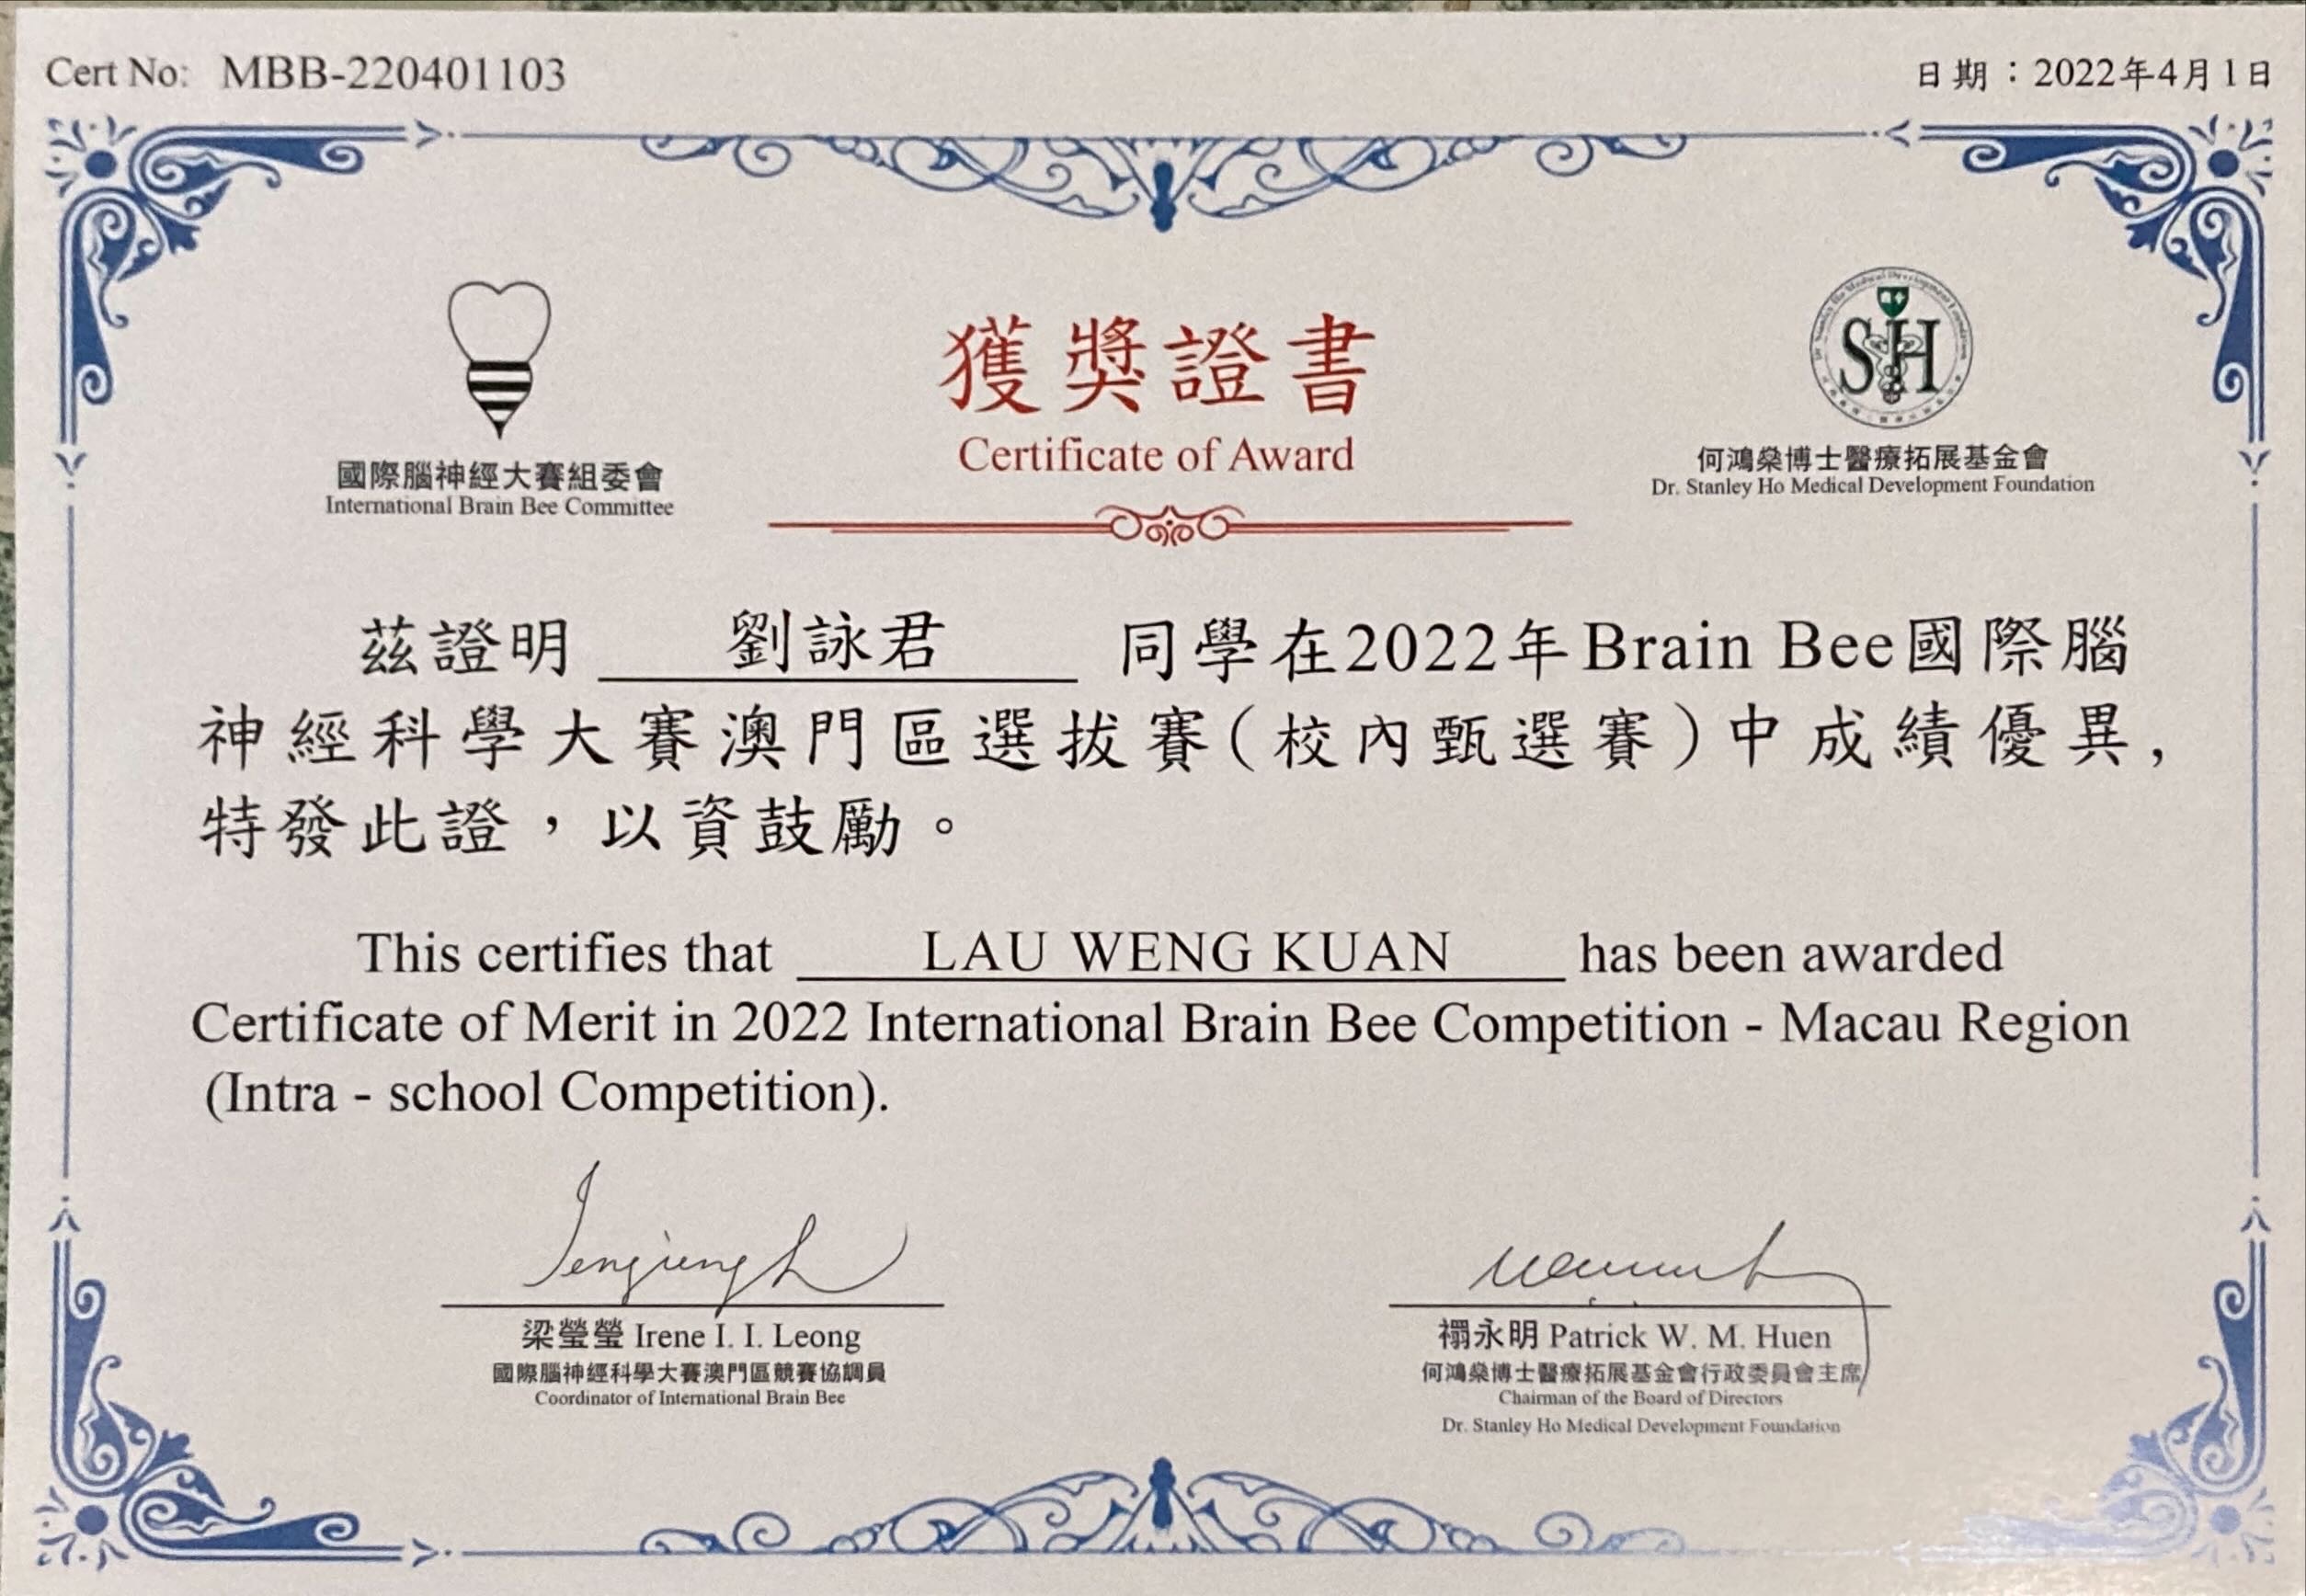 Cert No: MBB-220401103
日期：2022年4月1日
國際腦神經大賽組委會
International Brain Bee Committee
獲獎證書
Certificate of Award
SH
何鴻燊博士醫療拓展基金會
Dr. Stanley Ho Medical Development Foundation
茲證明 劉詠君 同學在2022年Brain Bee國際腦
神經科學大賽澳門區選拔賽(校內甄選賽)中成績優異,
特發此證，以資鼓勵。
This certifies that LAU WENG KUAN has been awarded
Certificate of Merit in 2022 International Brain Bee Competition - Macau Region
(Intra - school Competition).
梁瑩瑩 Irene I. I. Leong
國際腦神經科學大賽澳門區競賽協調員
Coordinator of International Brain Bee
禤永明 Patrick W. M. Huen
何鴻燊博士醫療拓展基金會行政委員會主席
Chairman of the Board of Directors
Dr. Stanley Ho Medical Development Foundation